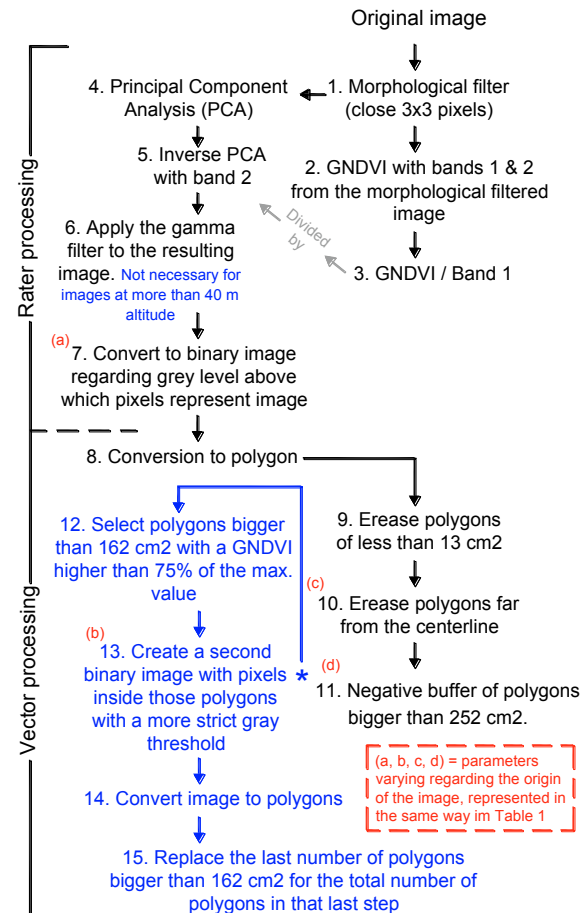 Original image
4. Principal Component
Analysis (PCA)
1. Morphological filter
(close 3x3 pixels)
5. Inverse PCA
with band 2
2. GNDVI with bands 1 & 2
from the morphological filtered
image
Divided
by
6. Apply the gamma
filter to the resulting
image. Not necessary for
images at more than 40 m
altitude
3. GNDVI / Band 1
Rater processing
(a)
7. Convert to binary image
regarding grey level above
which pixels represent image
8. Conversion to polygon
Vector processing
9. Erease polygons
of less than 13 cm2
(c)
10. Erease polygons far
from the centerline
(d)
11. Negative buffer of polygons
bigger than 252 cm2.
12. Select polygons bigger
than 162 cm2 with a GNDVI
higher than 75% of the max.
value
(b)
13. Create a second
binary image with pixels *
inside those polygons
with a more strict gray
threshold
14. Convert image to polygons
15. Replace the last number of polygons
bigger than 162 cm2 for the total number of
polygons in that last step
(a, b, c, d) = parameters
varying regarding the origin
of the image, represented in
the same way im Table 1